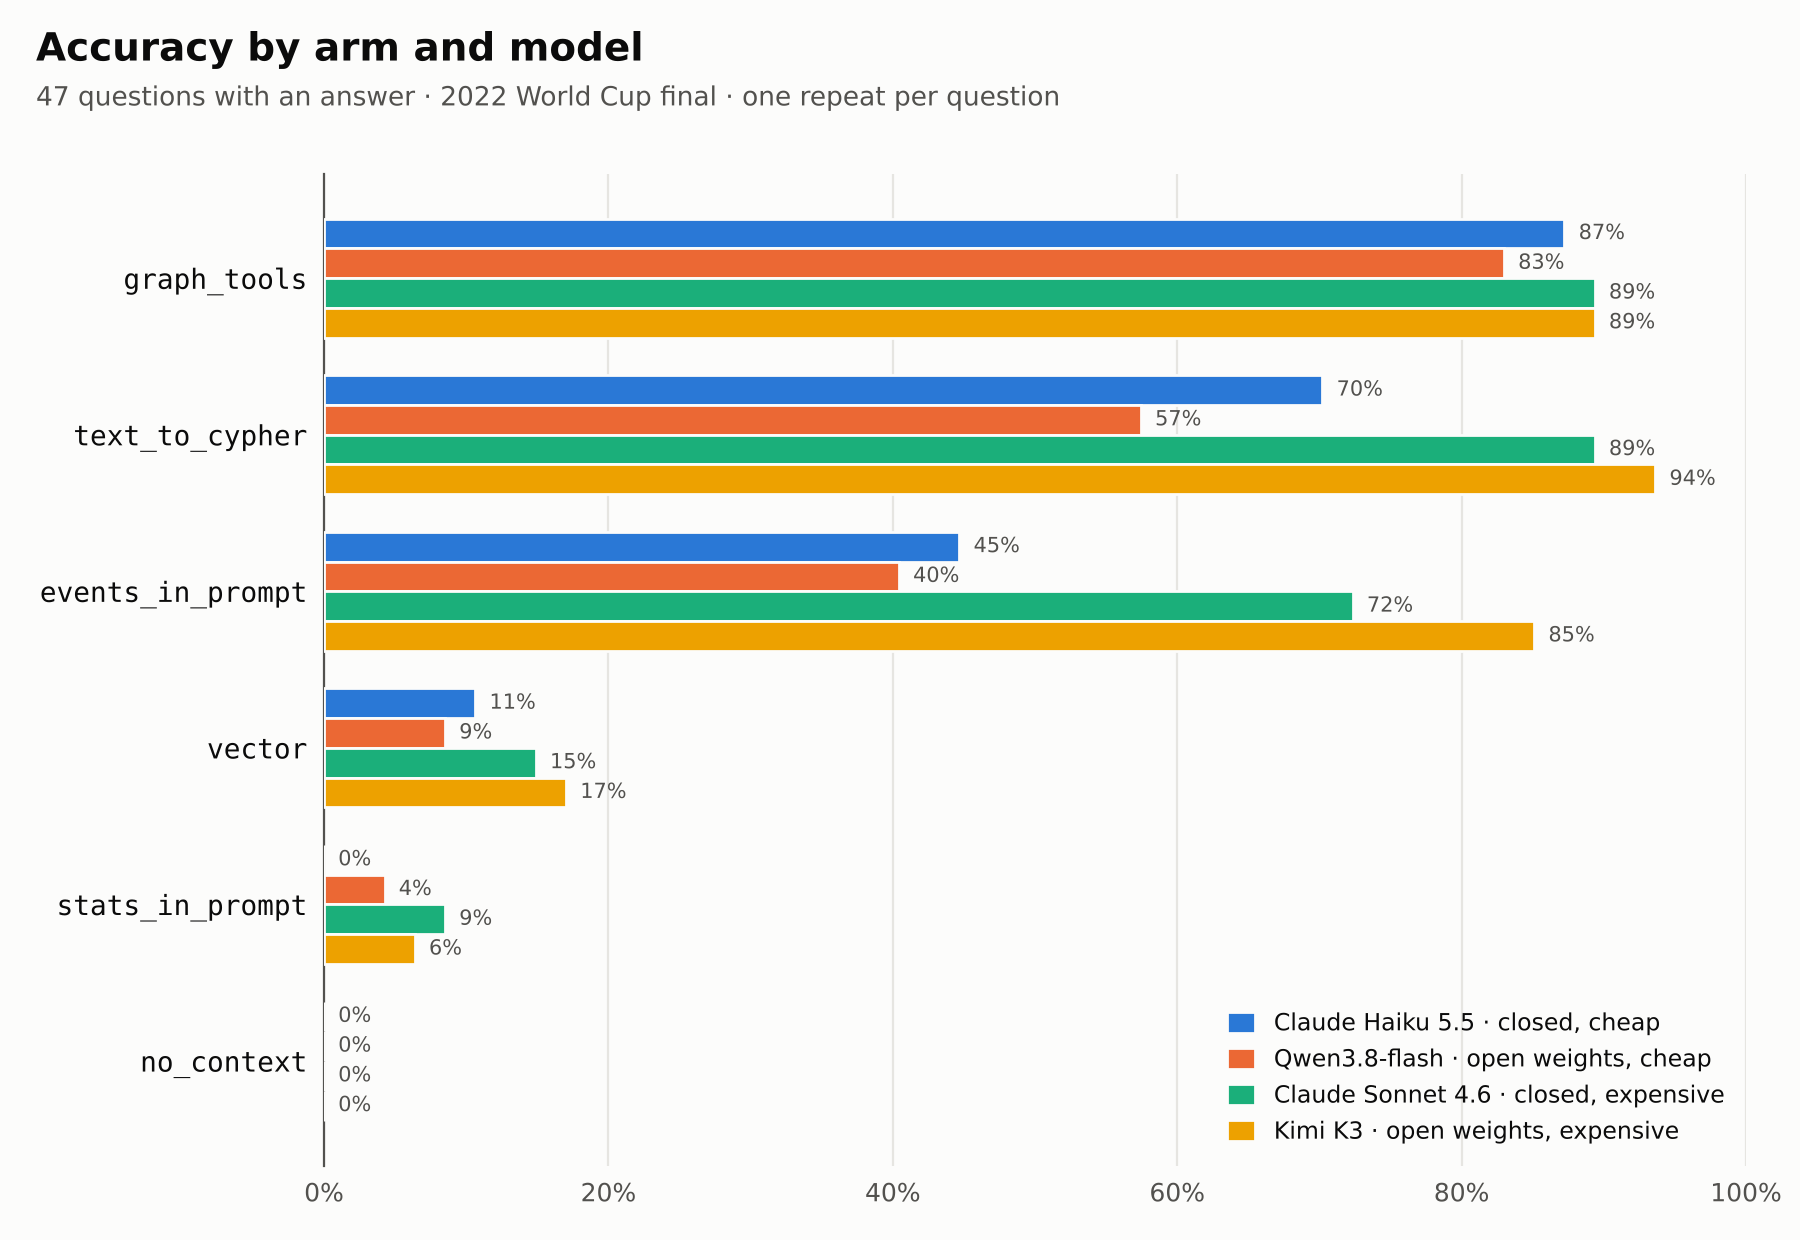 Accuracy by arm and model
47 questions with an answer · 2022 World Cup final · one repeat per question
graph_tools
87%
83%
89%
89%
text_to_cypher
70%
57%
89%
94%
events_in_prompt
45%
40%
72%
85%
vector
11%
9%
15%
17%
stats_in_prompt
0%
4%
9%
6%
no_context
0%
0%
0%
0%
Claude Haiku 5.5 · closed, cheap
Qwen3.8-flash · open weights, cheap
Claude Sonnet 4.6 · closed, expensive
Kimi K3 · open weights, expensive
0% 20% 40% 60% 80% 100%